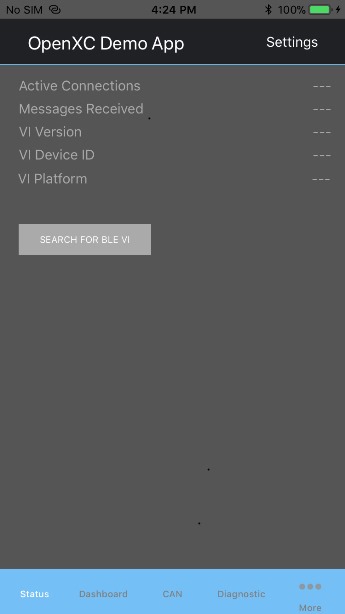 No SIM 4:24 PM 100%
OpenXC Demo App Settings
Active Connections ---
Messages Received ---
VI Version ---
VI Device ID ---
VI Platform ---
SEARCH FOR BLE VI
Status Dashboard CAN Diagnostic More